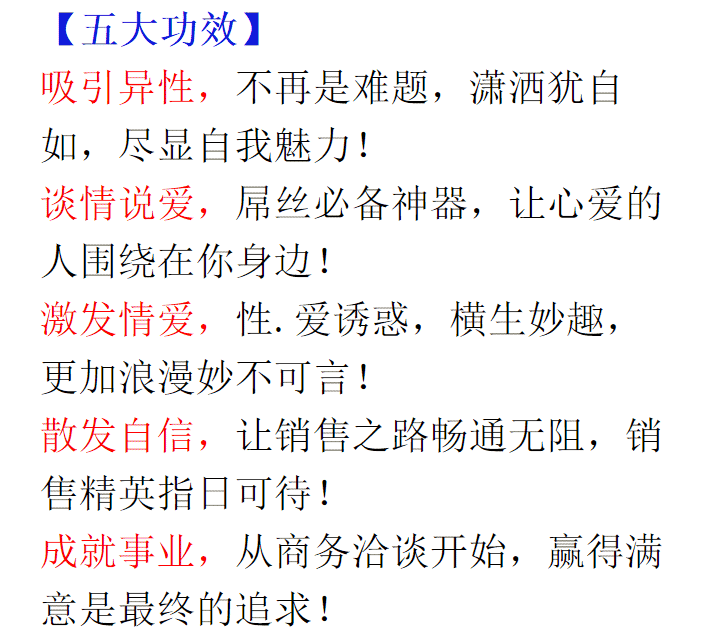 【五大功效】
吸引异性，不再是难题，潇洒犹自
如，尽显自我魅力！
谈情说爱，屌丝必备神器，让心爱的
人围绕在你身边！
激发情爱，性.爱诱惑，横生妙趣，
更加浪漫妙不可言！
散发自信，让销售之路畅通无阻，销
售精英指日可待！
成就事业，从商务洽谈开始，赢得满
意是最终的追求！